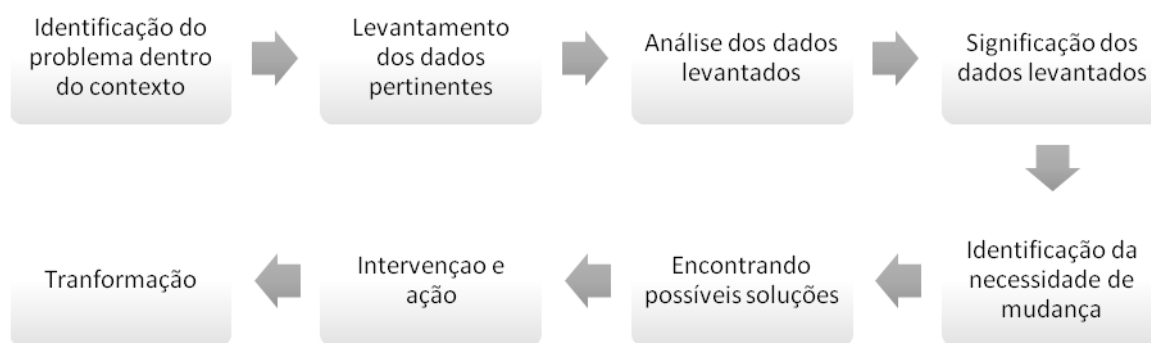 Identificação do
problema dentro
do contexto
Levantamento
dos dados
pertinentes
Análise dos dados
levantados
Significação dos
dados levantados
Identificação da
necessidade de
mudança
Encontrando
possíveis soluções
Intervençao e
ação
Tranformação